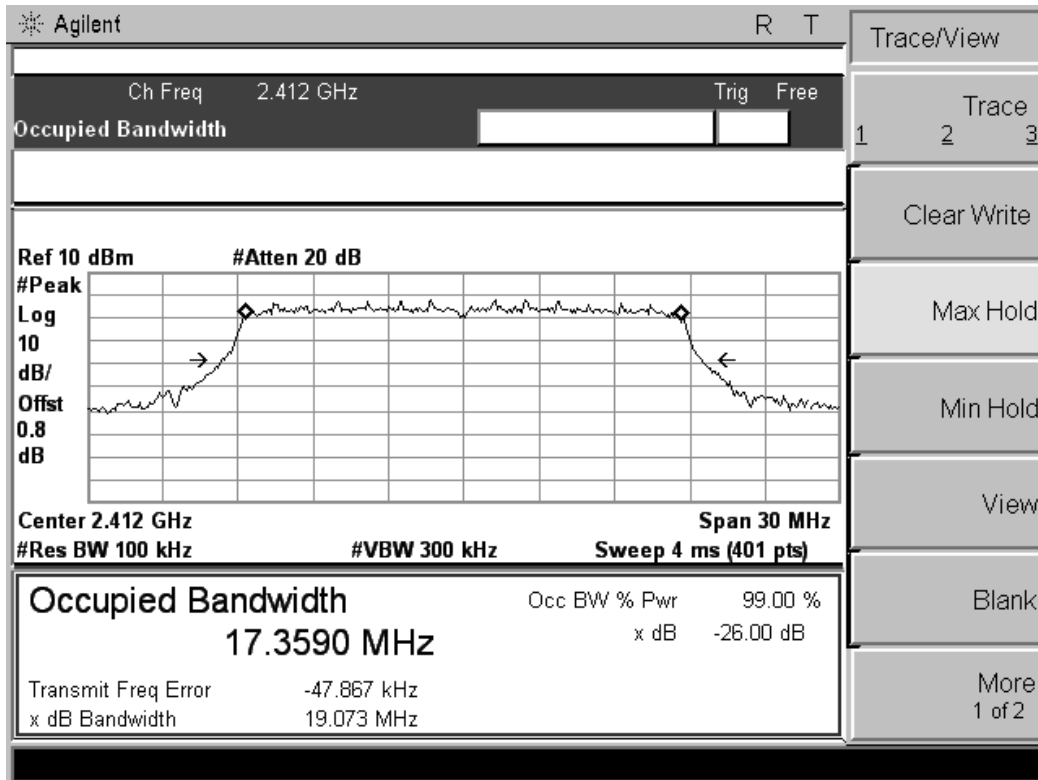 Agilent R T
Ch Freq 2.412 GHz Trig Free
Occupied Bandwidth
Ref 10 dBm #Atten 20 dB
#Peak
Log
10
dB/
Offst
0.8
dB
Center 2.412 GHz Span 30 MHz
#Res BW 100 kHz #VBW 300 kHz Sweep 4 ms (401 pts)
Occupied Bandwidth
17.3590 MHz
Occ BW % Pwr 99.00 %
x dB -26.00 dB
Transmit Freq Error -47.867 kHz
x dB Bandwidth 19.073 MHz
Trace/View
Trace
1 2 3
Clear Write
Max Hold
Min Hold
View
Blank
More
1 of 2